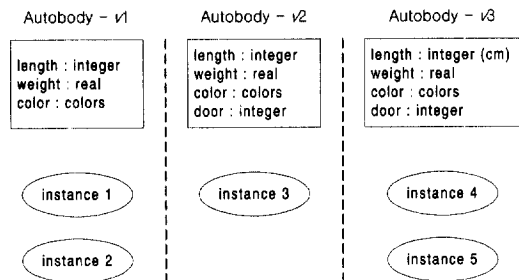 Autobody – v1
length : integer
weight : real
color : colors
instance 1
instance 2
Autobody – v2
length : integer
weight : real
color : colors
door : integer
instance 3
Autobody – v3
length : integer (cm)
weight : real
color : colors
door : integer
instance 4
instance 5